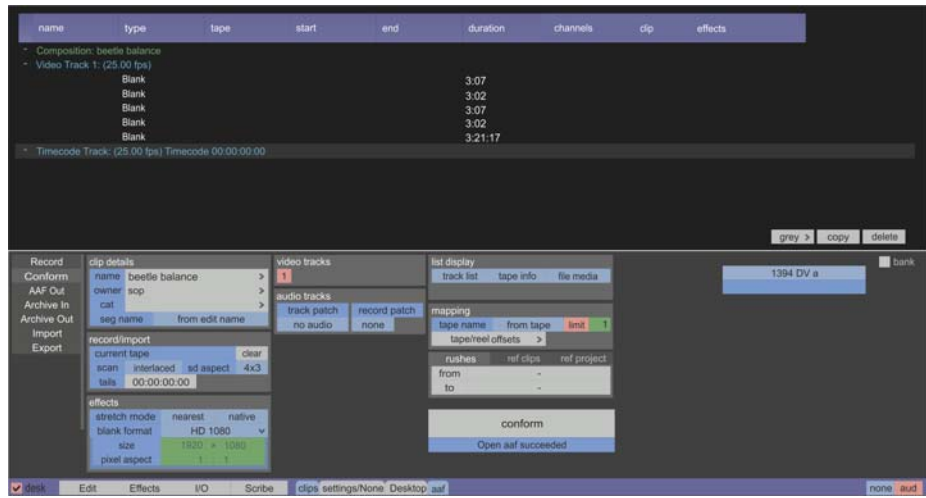 name type tape start end duration channels clip effects
- Composition: beetle balance
- Video Track 1: (25.00 fps)
Blank 3:07
Blank 3:02
Blank 3:07
Blank 3:02
Blank 3:21:17
- Timecode Track: (25.00 fps) Timecode 00:00:00:00
grey > copy delete
Record
Conform
AAF Out
Archive In
Archive Out
Import
Export
clip details
name beetle balance >
owner sop
cat >
seg name from edit name
record/import
current tape clear
scan interlaced sd aspect 4x3
tails 00:00:00:00
effects
stretch mode nearest native
blank format HD 1080
size 1920 × 1080
pixel aspect 1 : 1
video tracks
1
audio tracks
track patch record patch
no audio none
list display
track list tape info file media
mapping
tape name from tape limit 1
tape/reel offsets >
rushes ref clips ref project
from -
to -
conform
Open aaf succeeded
1394 DV a
bank
desk Edit Effects I/O Scribe clips settings/None Desktop aaf none aud